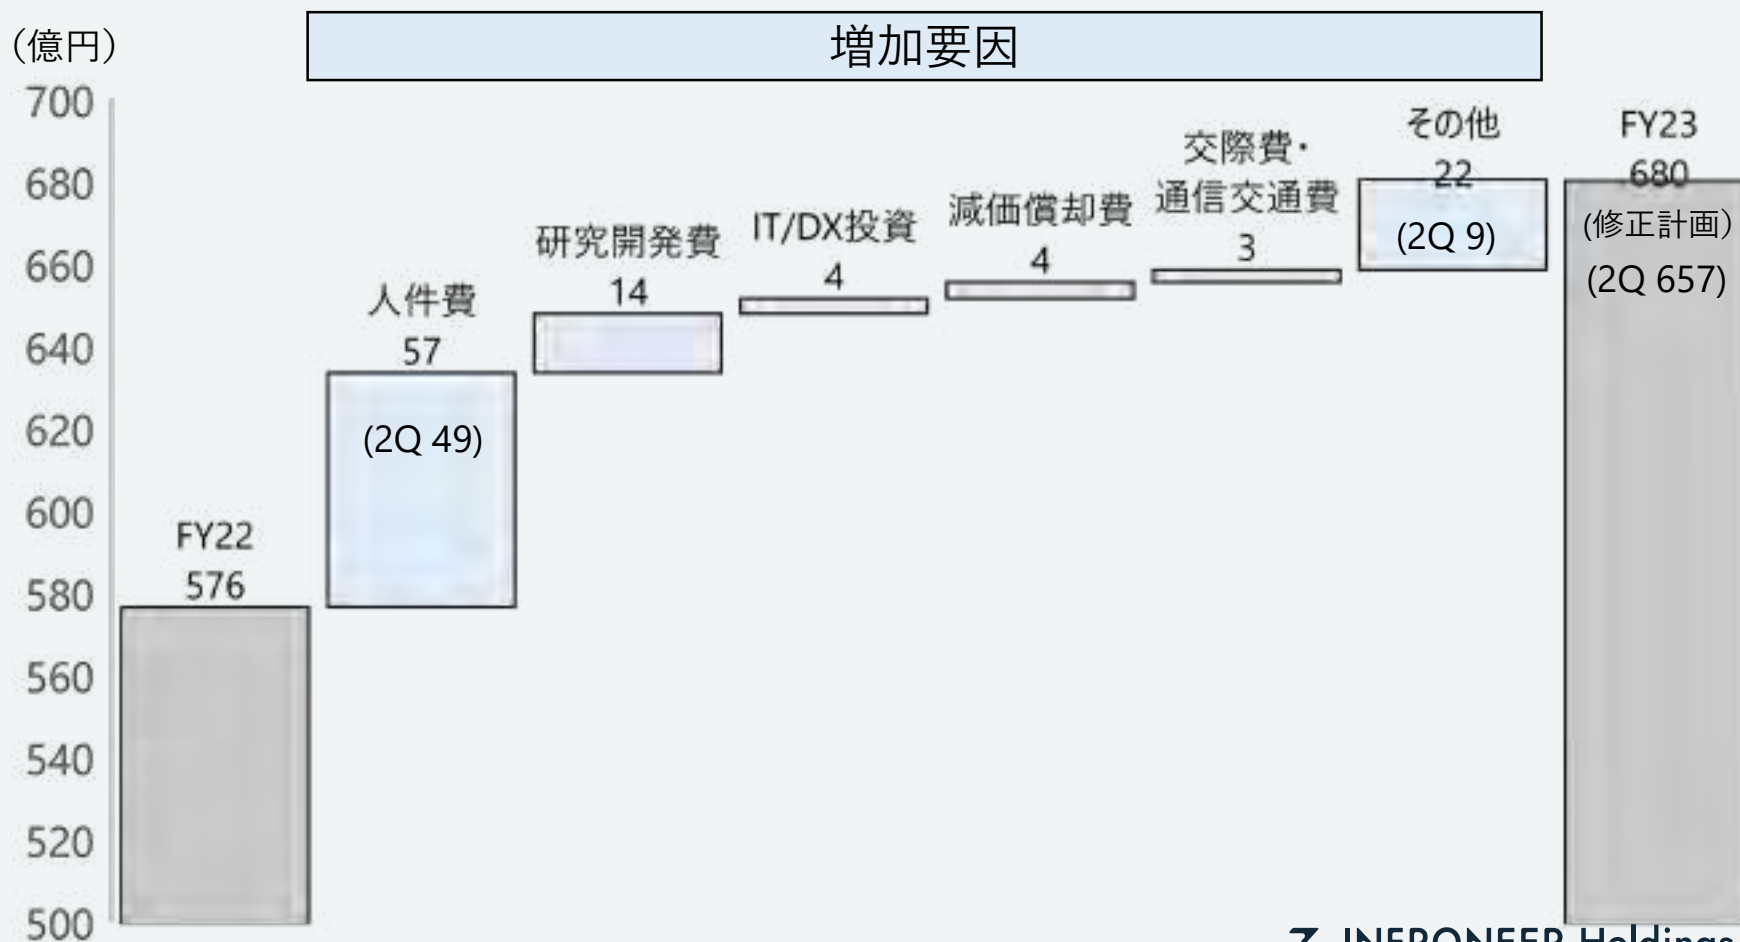 (億円)
増加要因
700
680
660
640
620
600
580
560
540
520
500
FY22
576
人件費
57
(2Q 49)
研究開発費
14
IT/DX投資
4
減価償却費
4
交際費・
通信交通費
3
その他
22
(2Q 9)
FY23
680
(修正計画)
(2Q 657)
INFRONEER Holdings